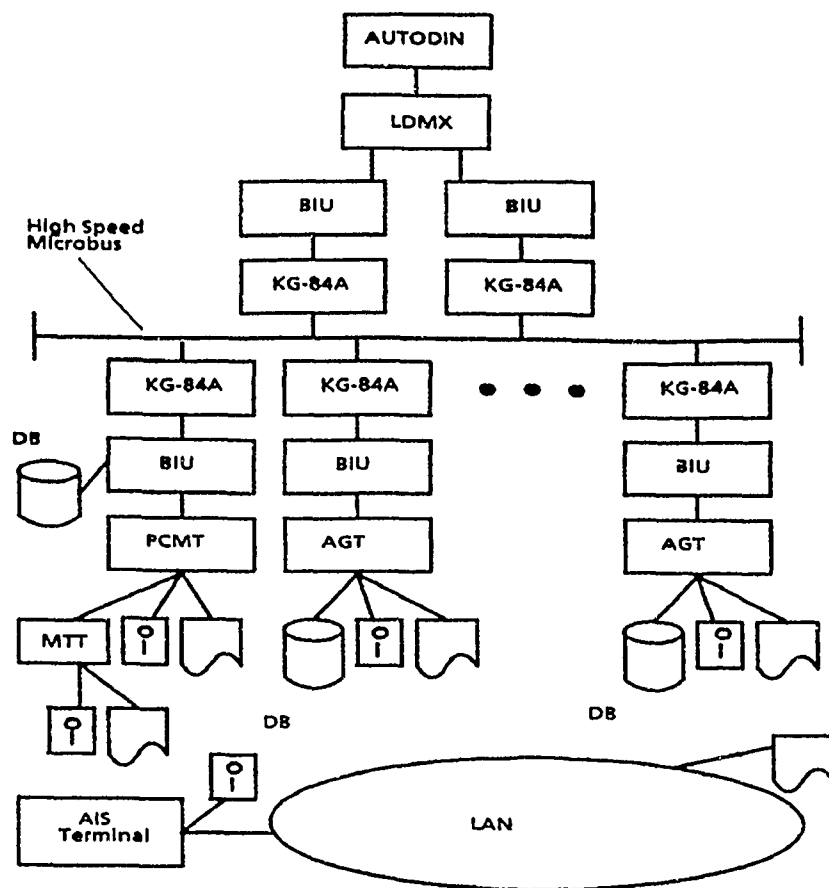 AUTODIN
LDMX
BIU
BIU
High Speed
Microbus
KG-84A
KG-84A
KG-84A
KG-84A
KG-84A
DB
BIU
BIU
BIU
PCMT
AGT
AGT
MTT
DB
DB
AIS
Terminal
LAN